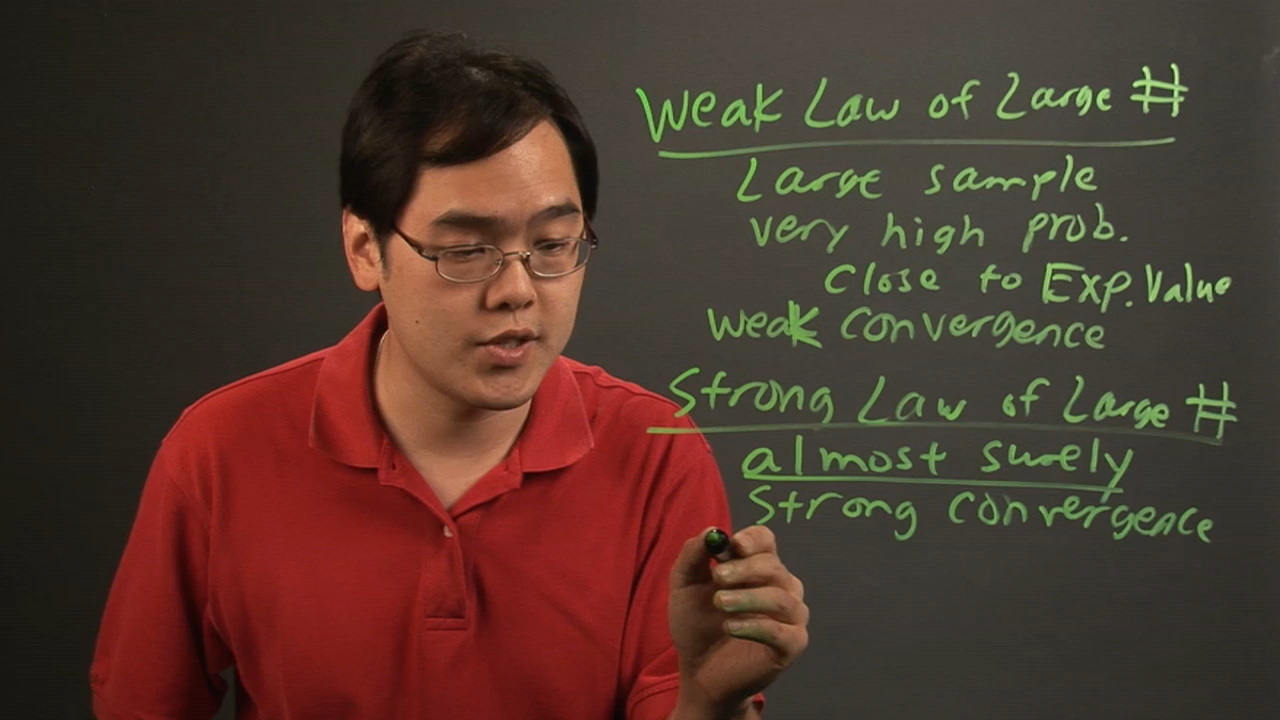 Weak Law of Large #
Large sample
very high prob.
Close to Exp. Value
weak convergence
Strong Law of Large #
almost surely
Strong convergence